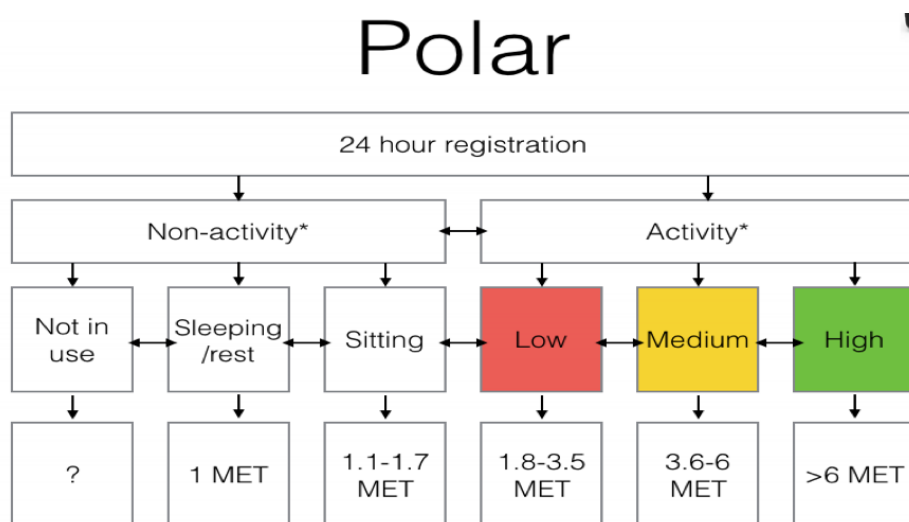 Polar
24 hour registration
Non-activity*
Activity*
Not in
use
Sleeping
/rest
Sitting
Low
Medium
High
?
1 MET
1.1-1.7
MET
1.8-3.5
MET
3.6-6
MET
>6 MET